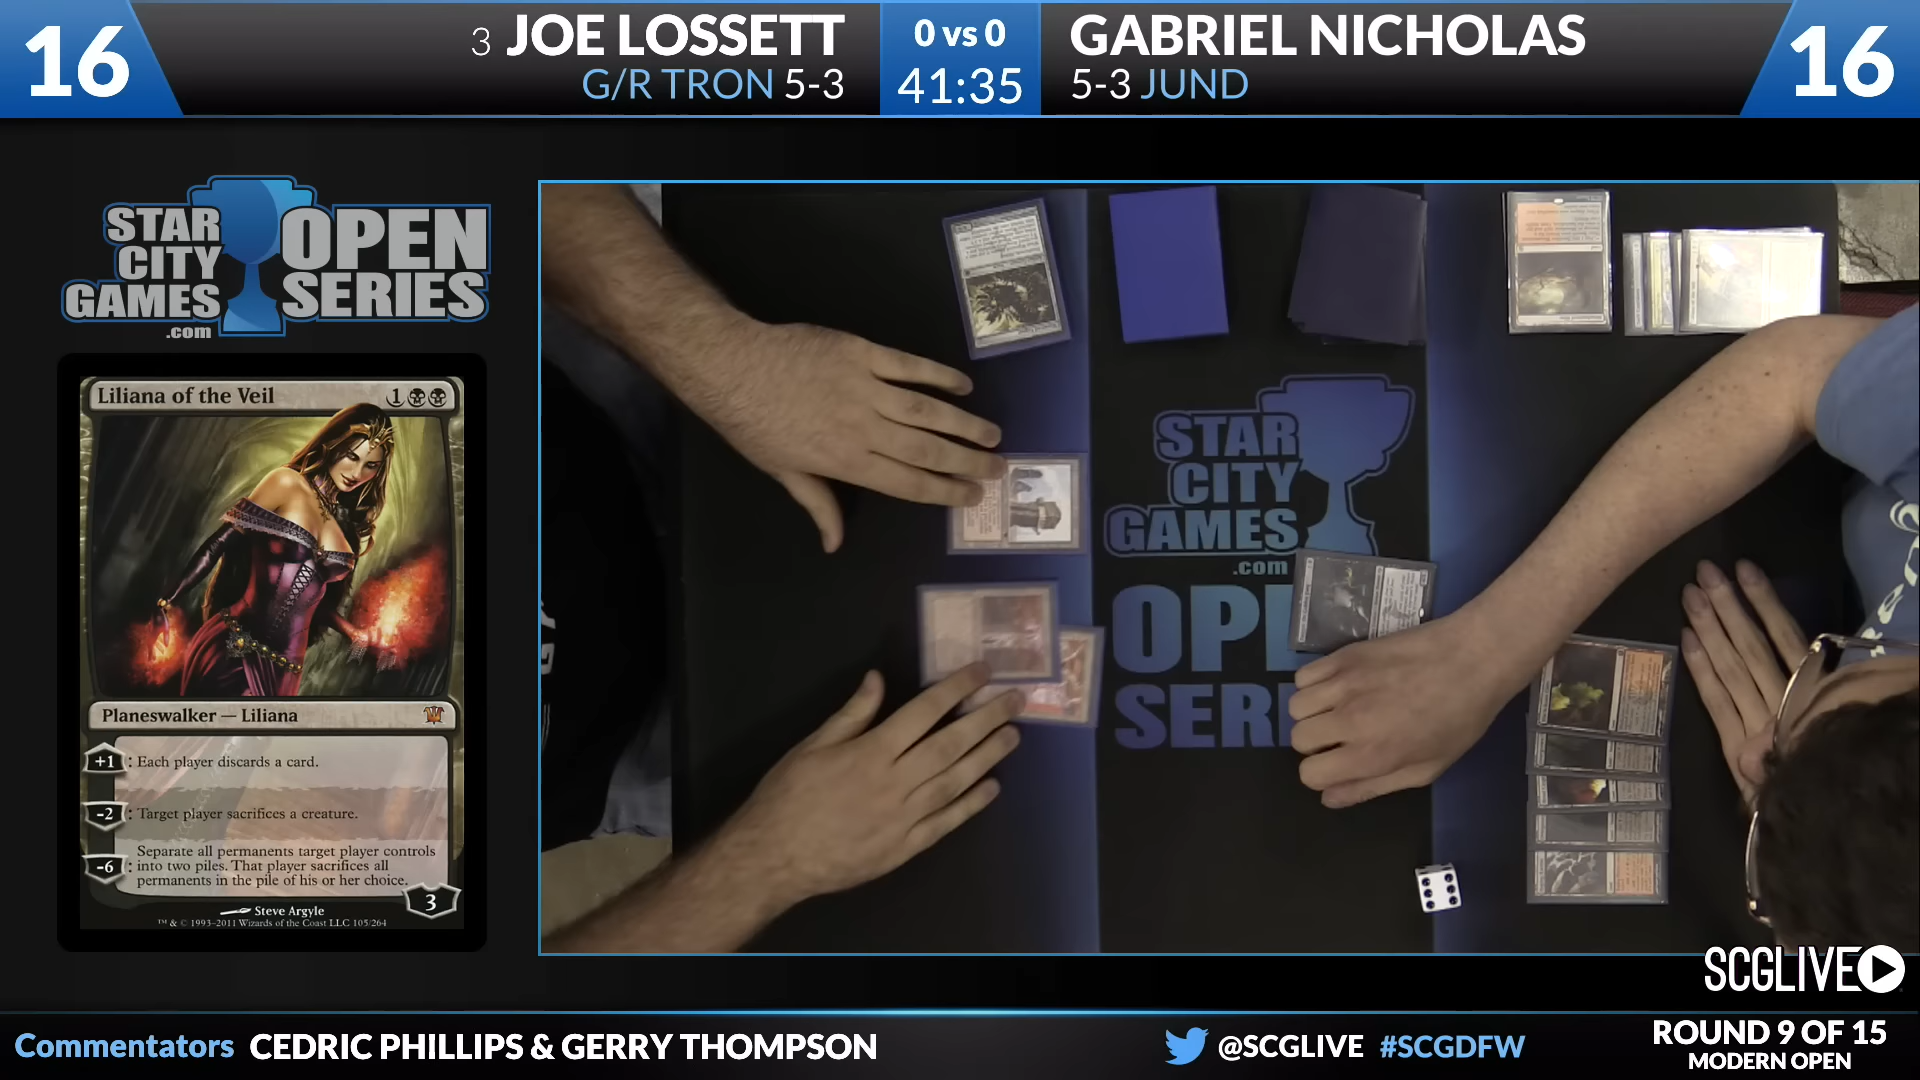 16
3 JOE LOSSETT
G/R TRON 5-3
0 vs 0
41:35
GABRIEL NICHOLAS
5-3 JUND
16
STAR
CITY
GAMES
.com
OPEN
SERIES
Liliana of the Veil 1
Planeswalker — Liliana
+1 : Each player discards a card.
-2 : Target player sacrifices a creature.
Separate all permanents target player controls
-6 : into two piles. That player sacrifices all
permanents in the pile of his or her choice.
3
Steve Argyle
™ & © 1993–2011 Wizards of the Coast LLC 105/264
STAR
CITY
GAMES
.com
SCGLIVE
Commentators CEDRIC PHILLIPS & GERRY THOMPSON
@SCGLIVE #SCGDFW
ROUND 9 OF 15
MODERN OPEN